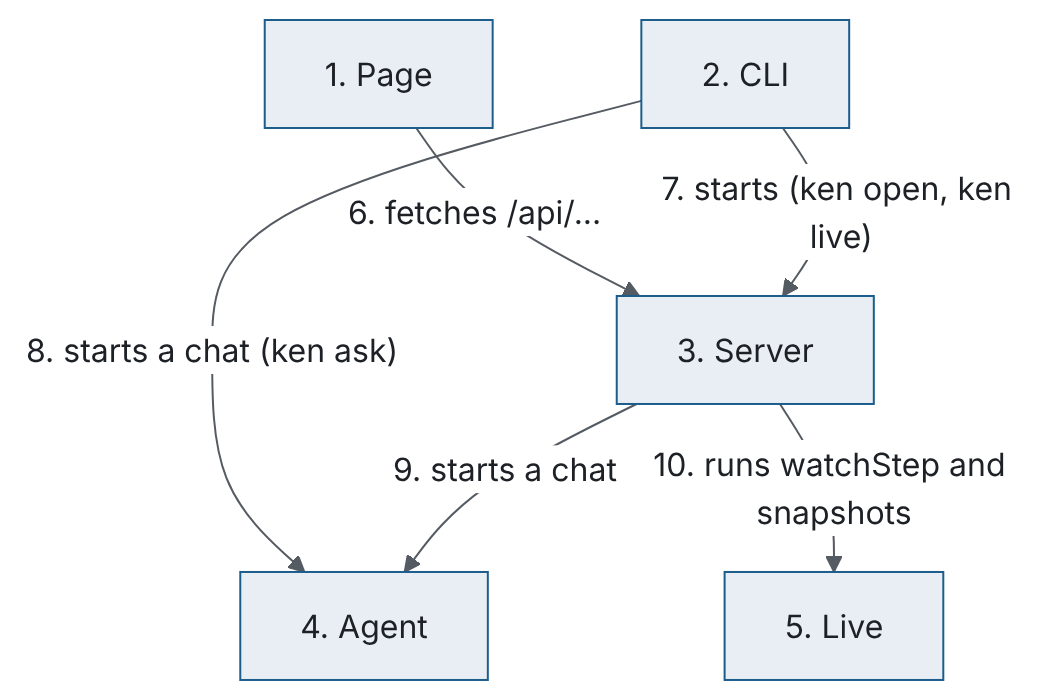 1. Page
2. CLI
6. fetches /api/...
7. starts (ken open, ken
live)
8. starts a chat (ken ask)
3. Server
9. starts a chat
10. runs watchStep and
snapshots
4. Agent
5. Live